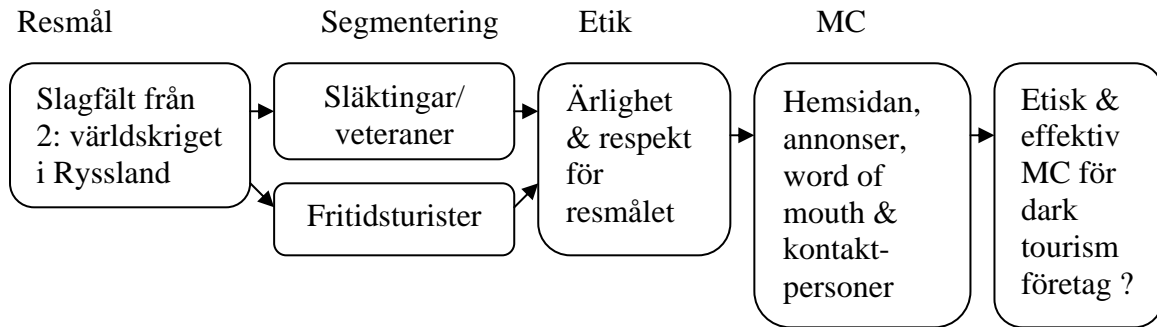 Resmål
Segmentering
Etik
MC
Slagfält från
2: världskriget
i Ryssland
Släktingar/
veteraner
Fritidsturister
Ärlighet
& respekt
för
resmålet
Hemsidan,
annonser,
word of
mouth &
kontakt-
personer
Etisk &
effektiv
MC för
dark
tourism
företag ?